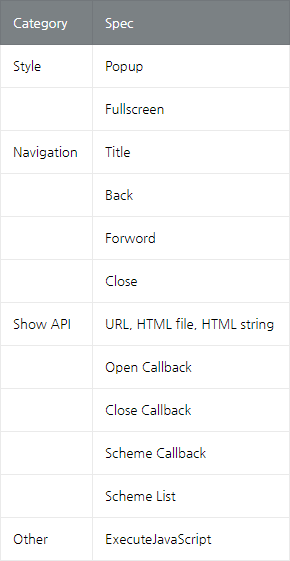 Category Spec
Style Popup
Fullscreen
Navigation Title
Back
Forword
Close
Show API URL, HTML file, HTML string
Open Callback
Close Callback
Scheme Callback
Scheme List
Other ExecuteJavaScript